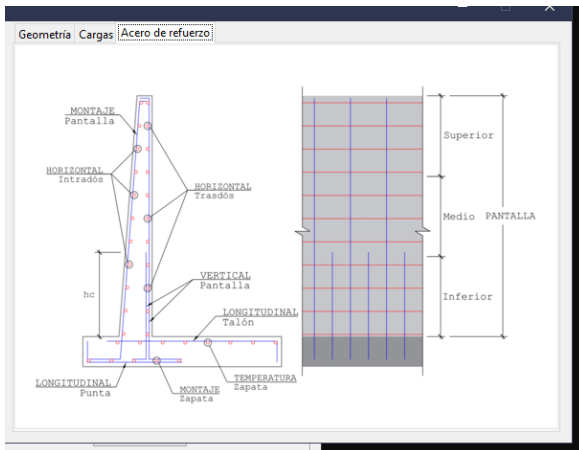 Geometría Cargas Acero de refuerzo
MONTAJE
Pantalla
HORIZONTAL
Intradós
HORIZONTAL
Trasdós
VERTICAL
Pantalla
hc
LONGITUDINAL
Talón
LONGITUDINAL
Punta
MONTAJE
Zapata
TEMPERATURA
Zapata
Superior
Medio PANTALLA
Inferior